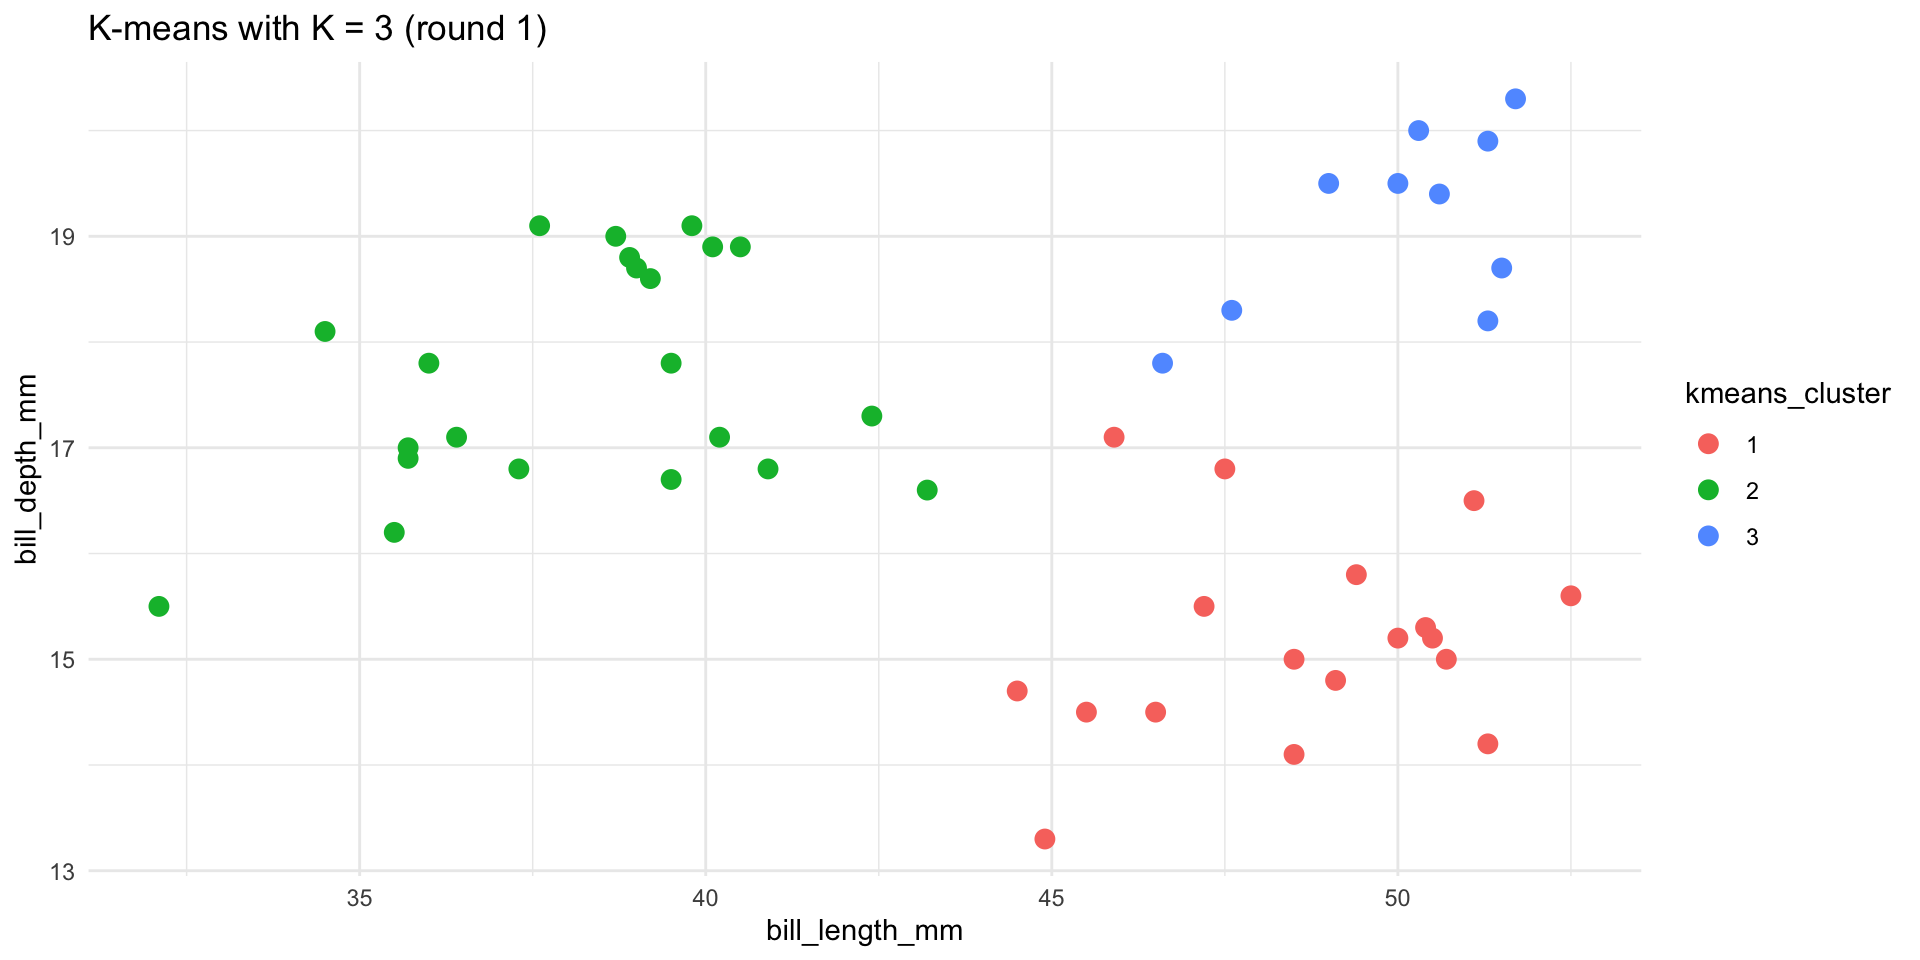 K-means with K = 3 (round 1)
bill_depth_mm
19
17
15
13
35 40 45 50
bill_length_mm
kmeans_cluster
1
2
3